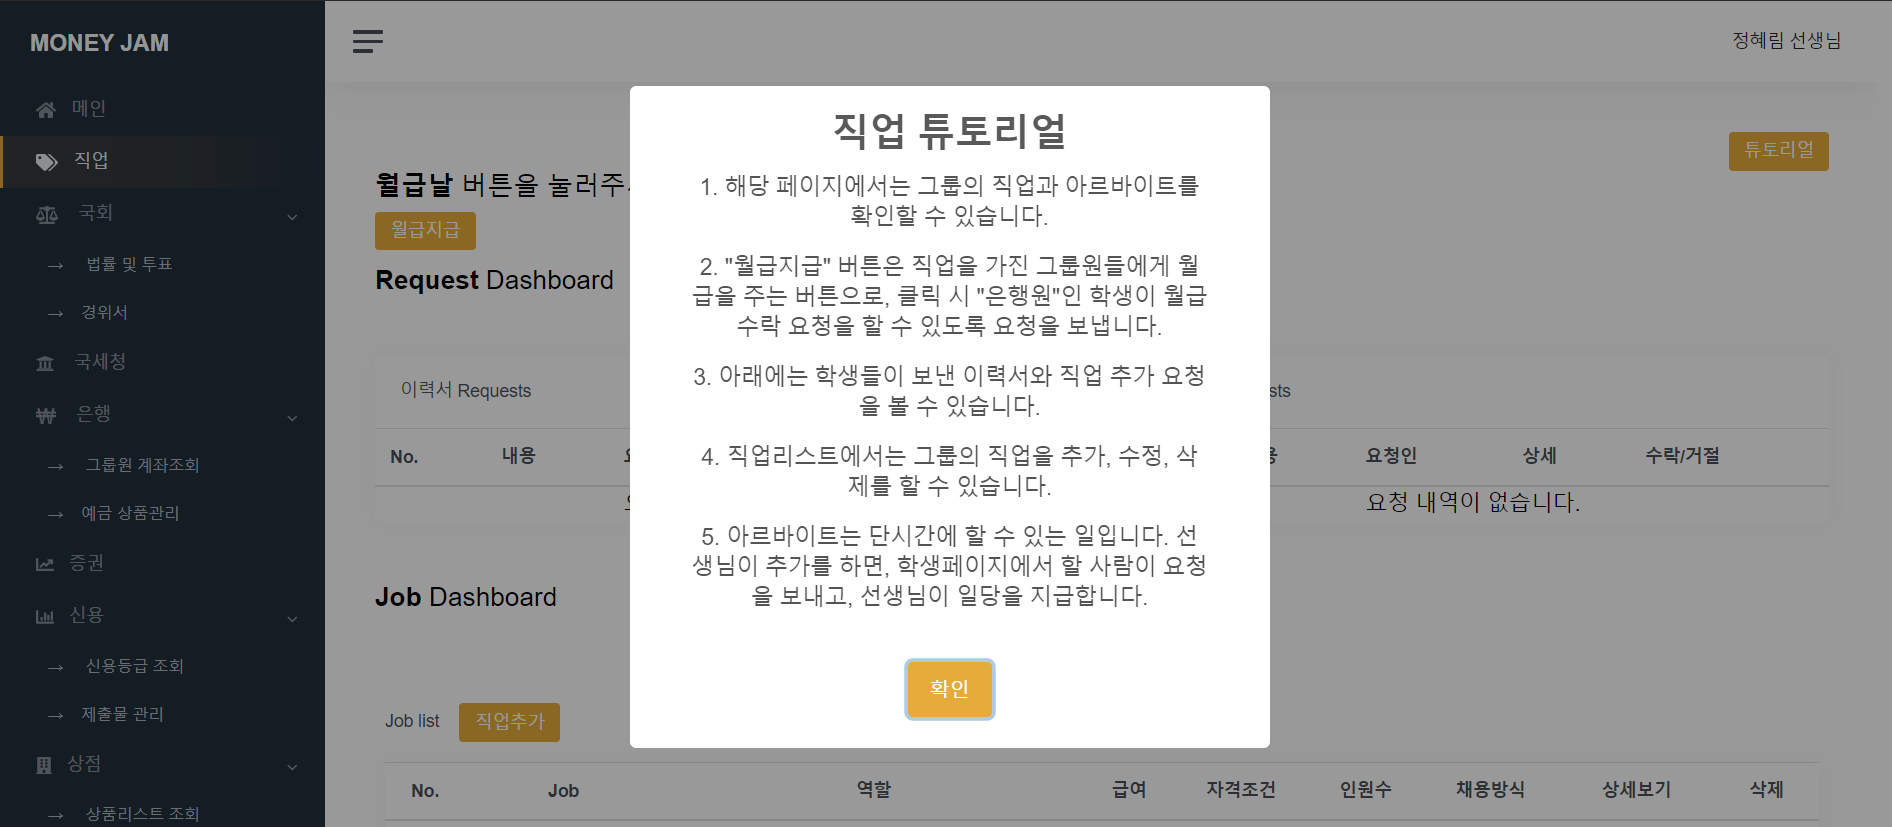 MONEY JAM
메인
직업
국회
→ 법률 및 투표
→ 경위서
국세청
은행
→ 그룹원 계좌조회
→ 예금 상품관리
증권
신용
→ 신용등급 조회
→ 제출물 관리
상점
→ 상품리스트 조회
정혜림 선생님
튜토리얼
월급날 버튼을 눌러주
월급지급
Request Dashboard
이력서 Requests
No. 내용
sts
요청인 상세 수락/거절
요청 내역이 없습니다.
Job Dashboard
Job list 직업추가
No. Job 역할 급여 자격조건 인원수 채용방식 상세보기 삭제
직업 튜토리얼
1. 해당 페이지에서는 그룹의 직업과 아르바이트를
확인할 수 있습니다.
2. "월급지급" 버튼은 직업을 가진 그룹원들에게 월
급을 주는 버튼으로, 클릭 시 "은행원"인 학생이 월급
수락 요청을 할 수 있도록 요청을 보냅니다.
3. 아래에는 학생들이 보낸 이력서와 직업 추가 요청
을 볼 수 있습니다.
4. 직업리스트에서는 그룹의 직업을 추가, 수정, 삭
제를 할 수 있습니다.
5. 아르바이트는 단시간에 할 수 있는 일입니다. 선
생님이 추가를 하면, 학생페이지에서 할 사람이 요청
을 보내고, 선생님이 일당을 지급합니다.
확인